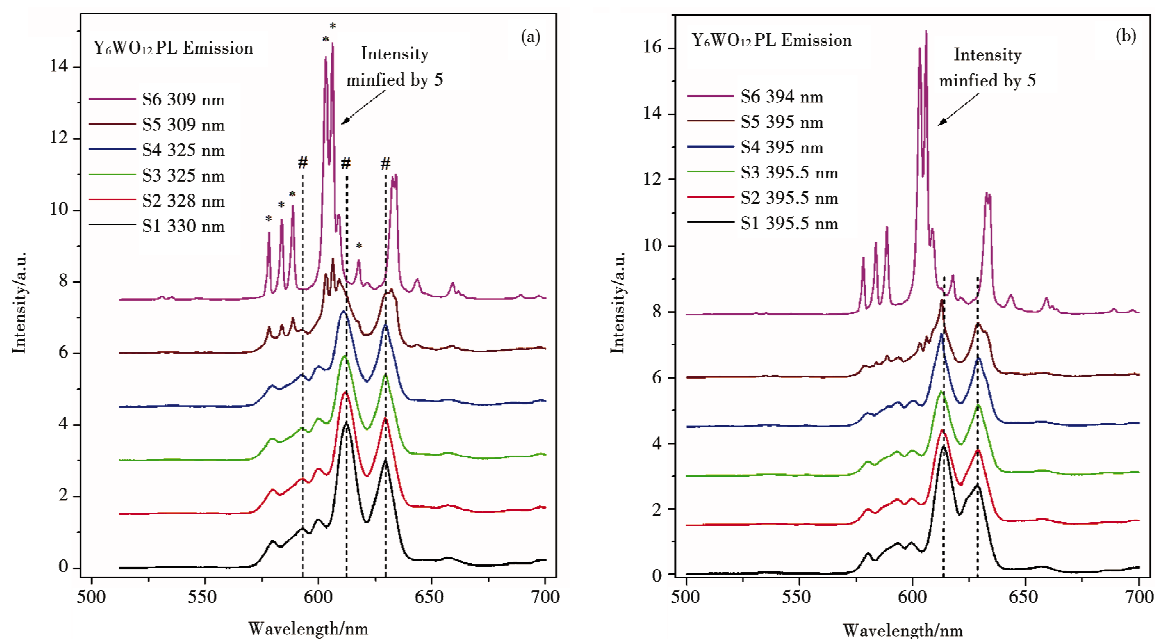 (a)
Y₆WO₁₂ PL Emission
Intensity
minfied by 5
S6 309 nm
S5 309 nm
S4 325 nm
S3 325 nm
S2 328 nm
S1 330 nm
* *
# # #
* * *
*
14
12
10
8
6
4
2
0
Intensity/a.u.
500 550 600 650 700
Wavelength/nm
(b)
Y₆WO₁₂ PL Emission
Intensity
minfied by 5
S6 394 nm
S5 395 nm
S4 395 nm
S3 395.5 nm
S2 395.5 nm
S1 395.5 nm
16
14
12
10
8
6
4
2
0
Intensity/a.u.
500 550 600 650 700
Wavelength/nm